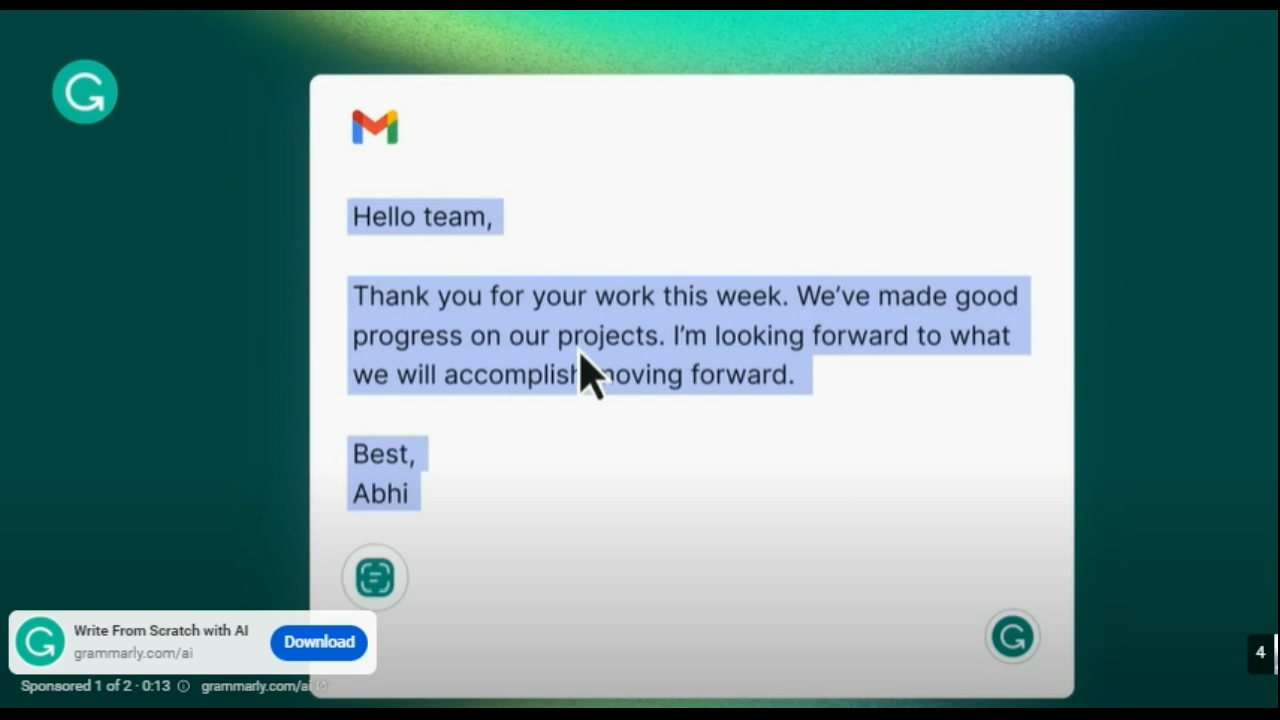 Hello team,
Thank you for your work this week. We've made good
progress on our projects. I'm looking forward to what
we will accomplish moving forward.
Best,
Abhi
Write From Scratch with AI
grammarly.com/ai
Download
Sponsored 1 of 2 · 0:13 grammarly.com/ai
4